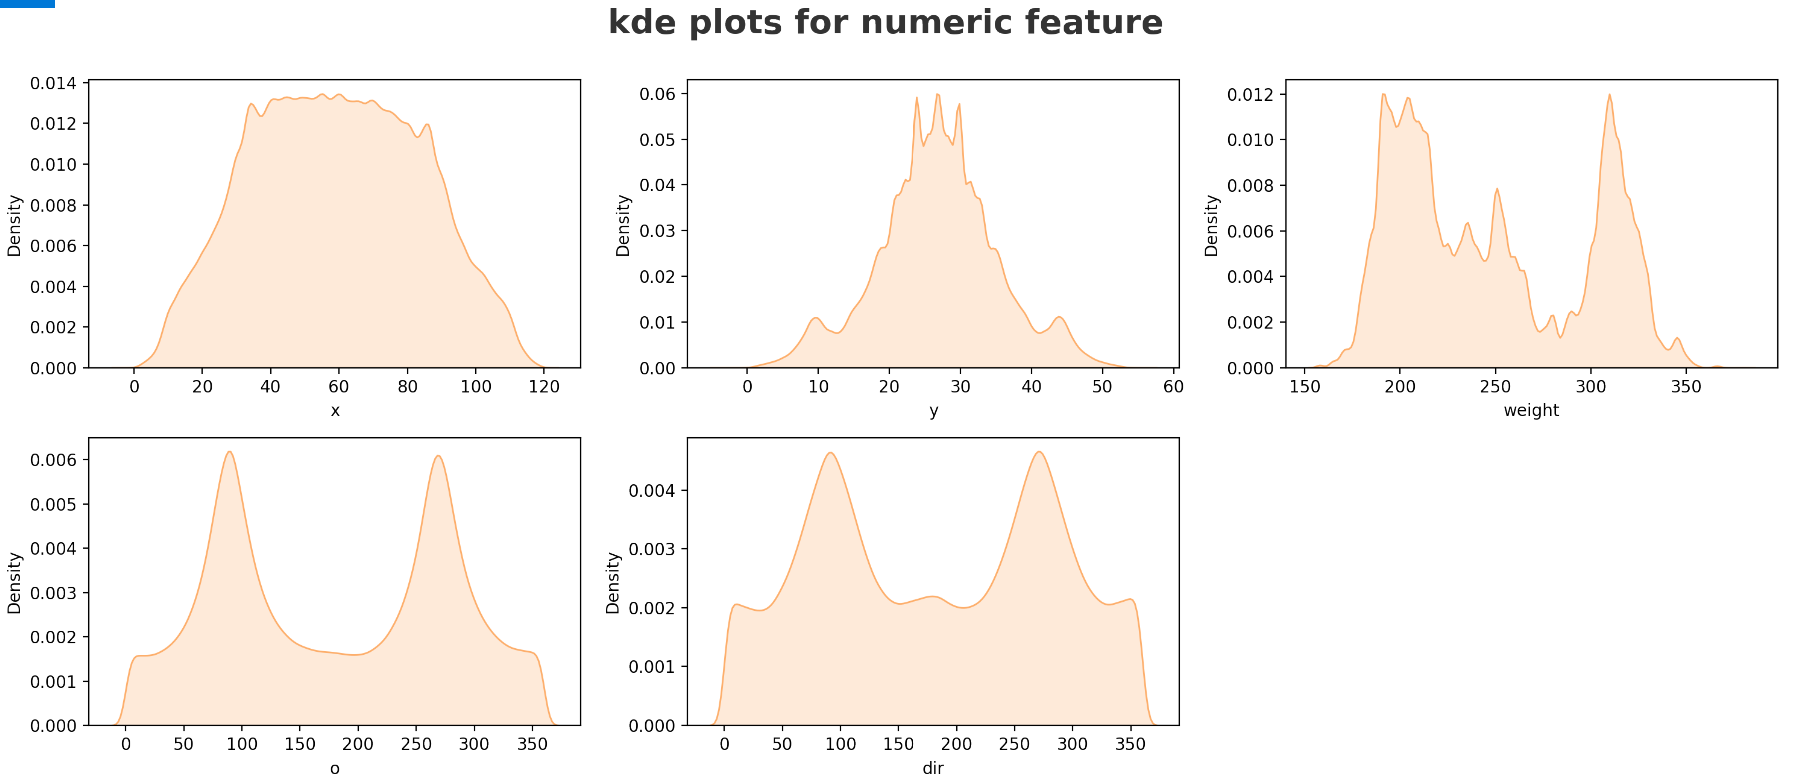 kde plots for numeric feature
0.014
0.012
0.010
0.008
0.006
0.004
0.002
0.000
Density
0 20 40 60 80 100 120
x
0.06
0.05
0.04
0.03
0.02
0.01
0.00
Density
0 10 20 30 40 50 60
y
0.012
0.010
0.008
0.006
0.004
0.002
0.000
Density
150 200 250 300 350
weight
0.006
0.005
0.004
0.003
0.002
0.001
0.000
Density
0 50 100 150 200 250 300 350
o
0.004
0.003
0.002
0.001
0.000
Density
0 50 100 150 200 250 300 350
dir